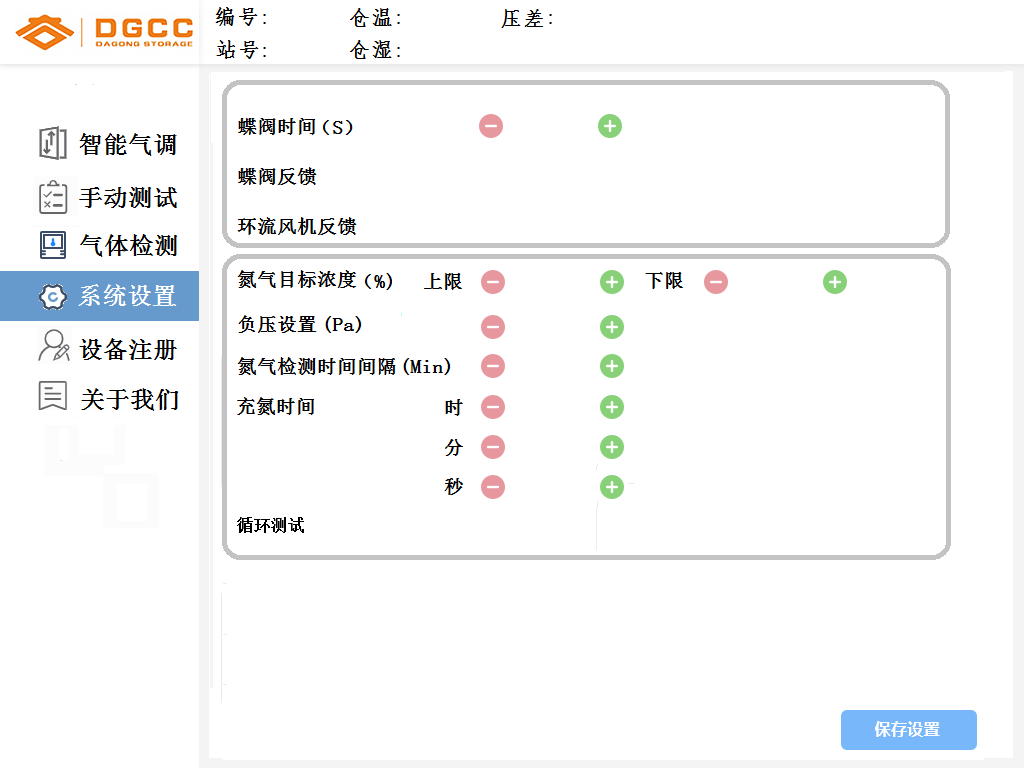 DGCC
DAGONG STORAGE
编号: 仓温: 压差:
站号: 仓湿:
智能气调
手动测试
气体检测
系统设置
设备注册
关于我们
蝶阀时间(S)
蝶阀反馈
环流风机反馈
氮气目标浓度(%) 上限 下限
负压设置(Pa)
氮气检测时间间隔(Min)
充氮时间 时
分
秒
循环测试
保存设置